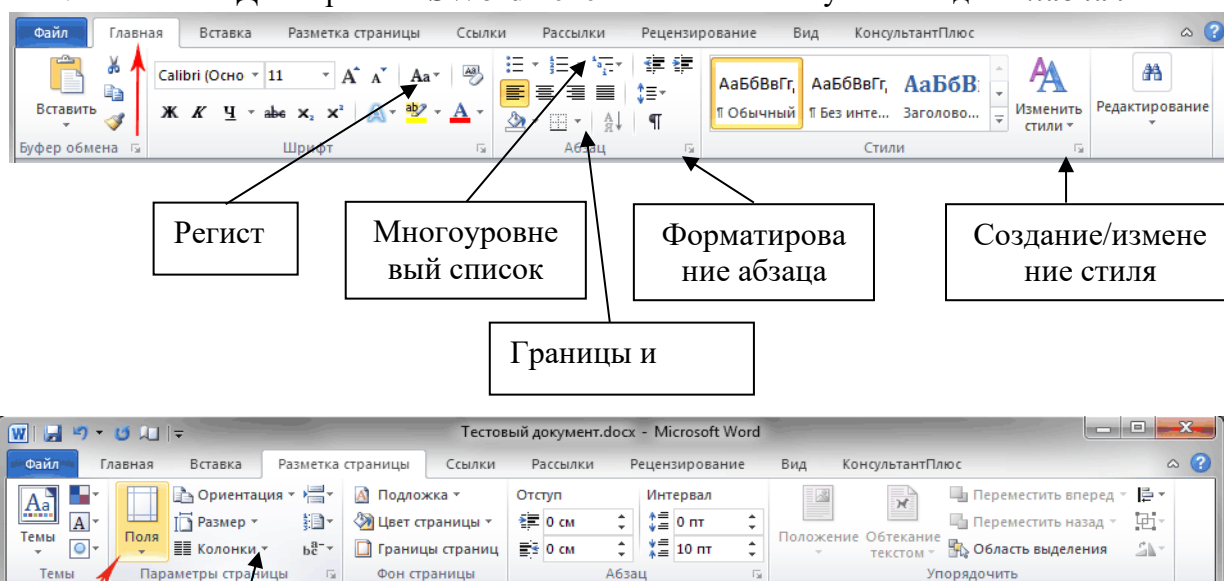 Файл Главная Вставка Разметка страницы Ссылки Рассылки Рецензирование Вид КонсультантПлюс
Calibri (Осно 11 Аа
АаБбВвГг, АаБбВвГг, АаБбВ
Вставить Ж К Ч abc x₂ x² ab А ¶ Обычный ¶ Без инте... Заголово... Изменить стили Редактирование
Буфер обмена Шрифт Абзац Стили
Регист
Многоуровне
вый список
Форматирова
ние абзаца
Создание/измене
ние стиля
Границы и
Тестовый документ.docx - Microsoft Word
Файл Главная Вставка Разметка страницы Ссылки Рассылки Рецензирование Вид КонсультантПлюс
Ориентация Подложка Отступ Интервал Переместить вперед
Темы Поля Размер Цвет страницы 0 см 0 пт Положение Обтекание текстом Переместить назад
Колонки Границы страниц 0 см 10 пт Область выделения
Темы Параметры страницы Фон страницы Абзац Упорядочить